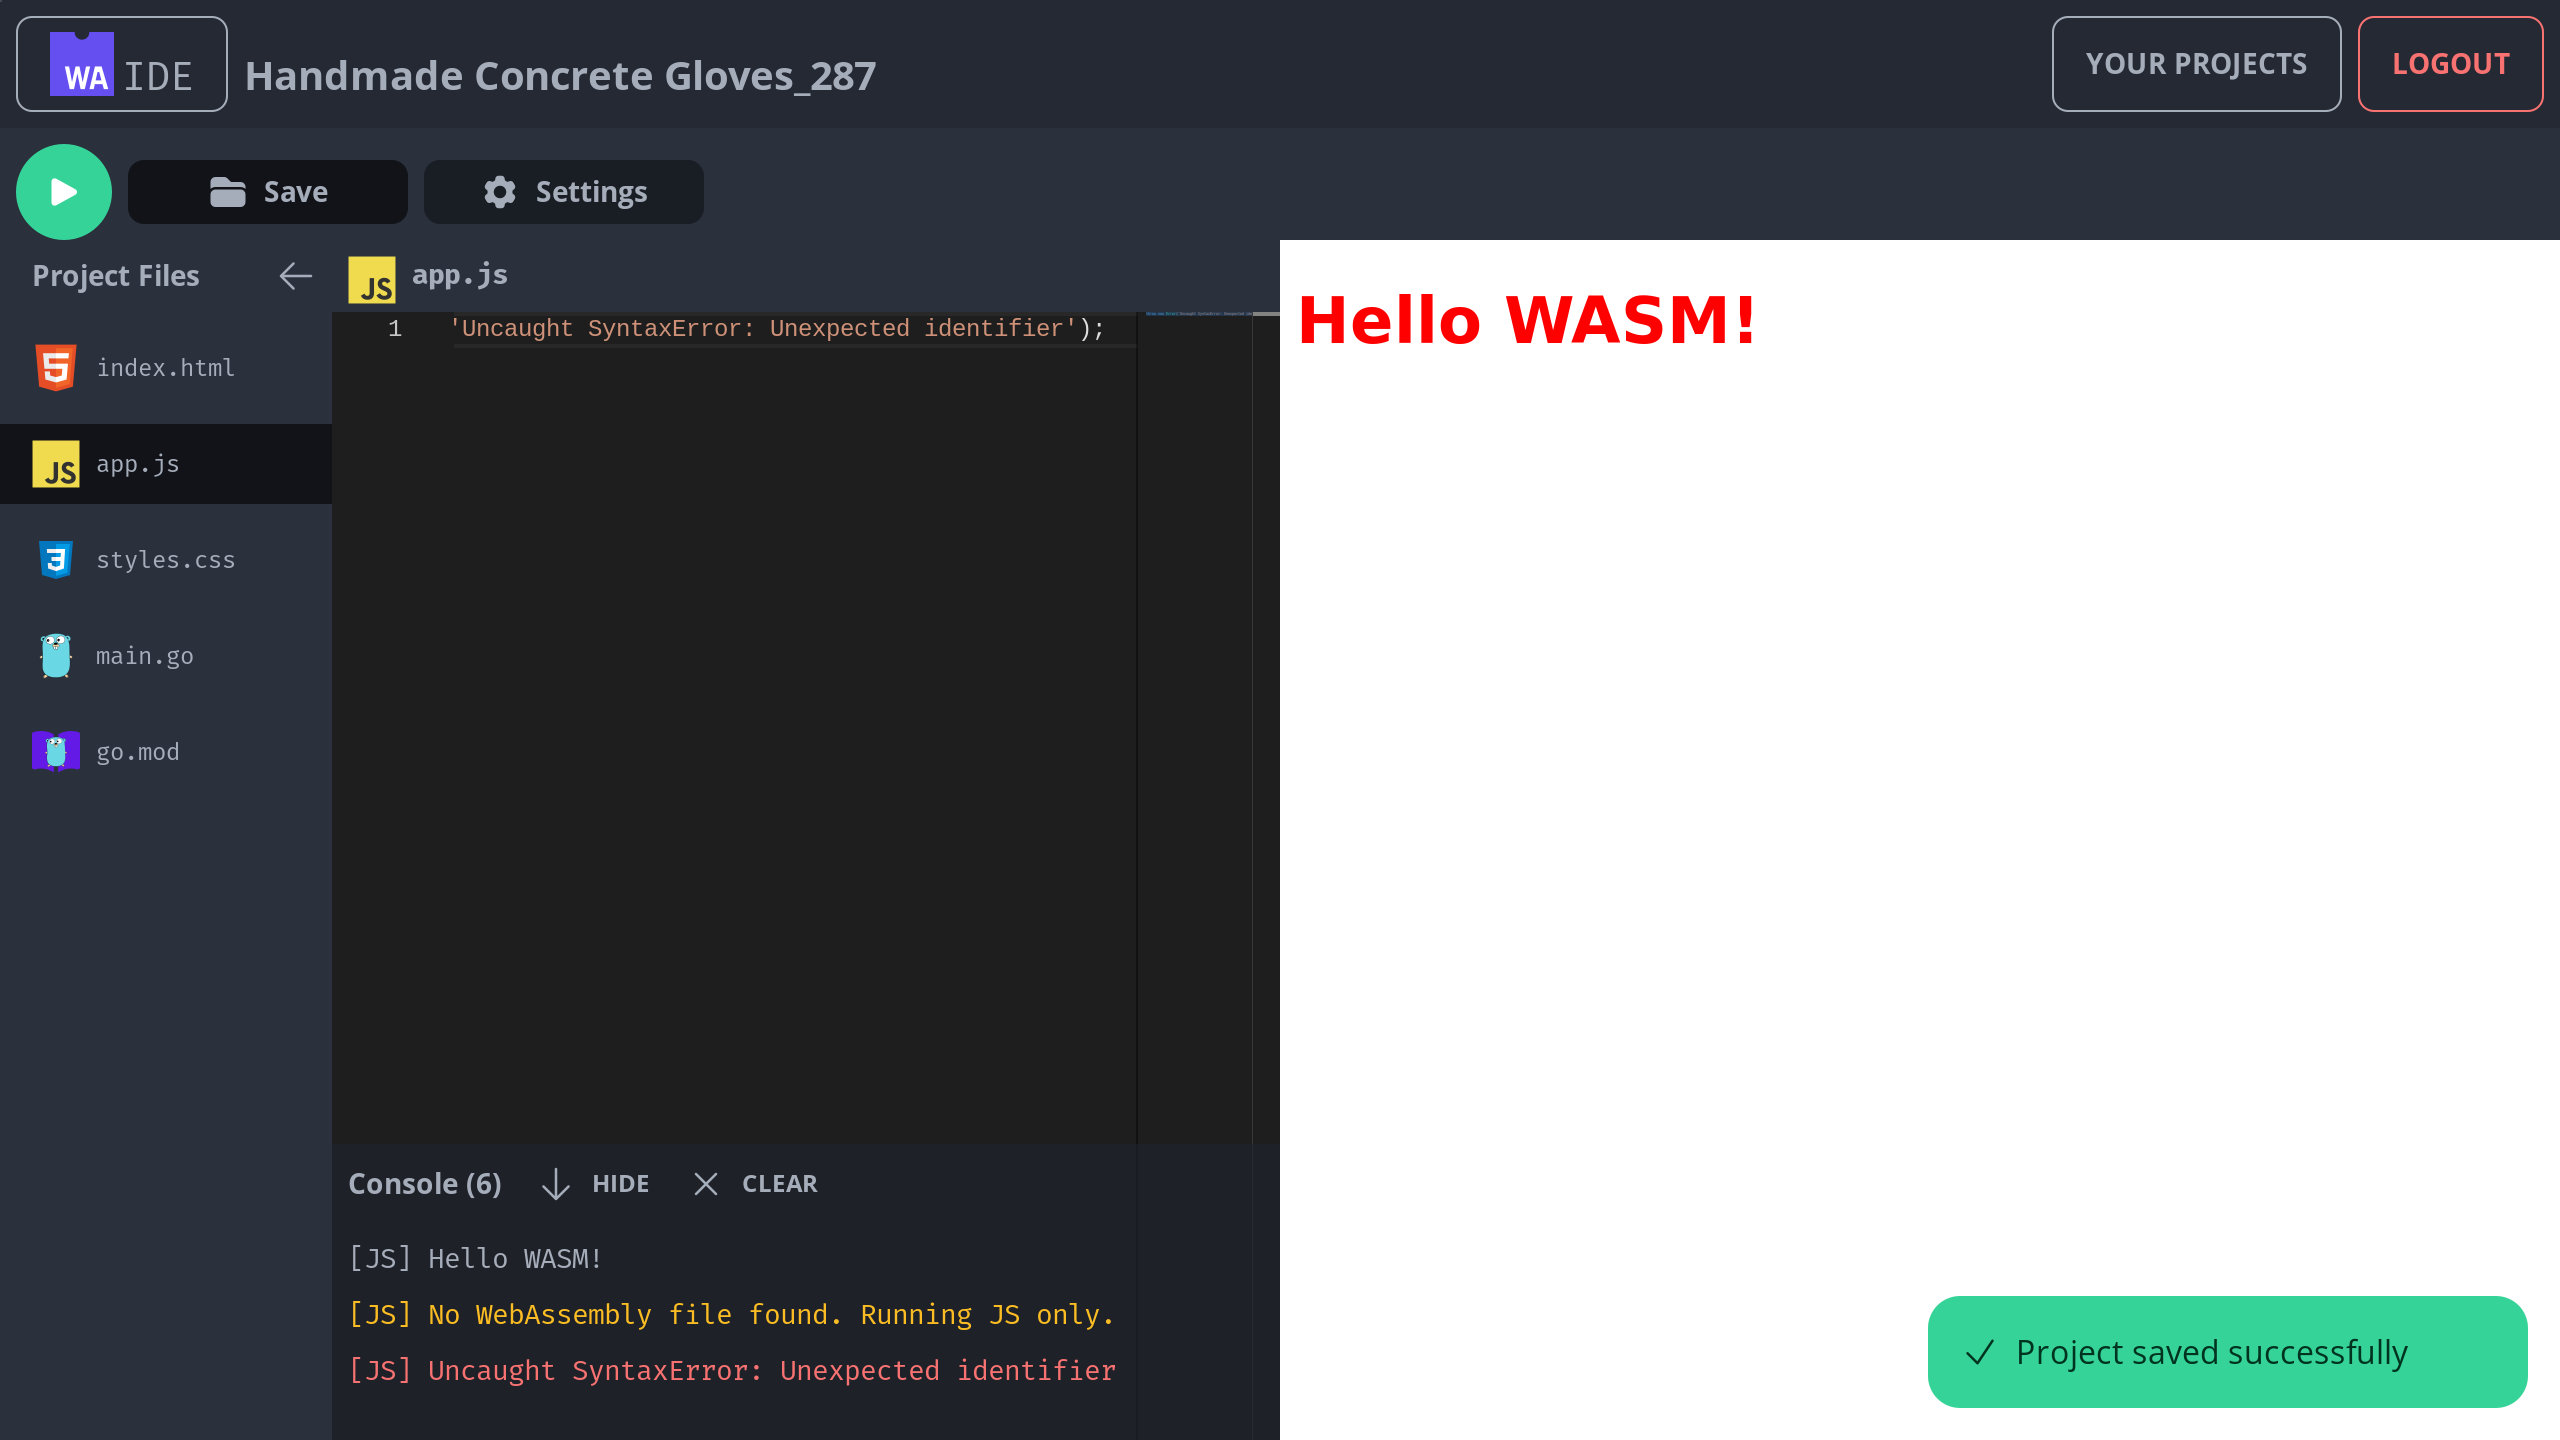 WA IDE
Handmade Concrete Gloves_287
YOUR PROJECTS
LOGOUT
Save
Settings
Project Files
index.html
JS app.js
styles.css
main.go
go.mod
JS app.js
1 'Uncaught SyntaxError: Unexpected identifier');
Console (6)
HIDE
CLEAR
[JS] Hello WASM!
[JS] No WebAssembly file found. Running JS only.
[JS] Uncaught SyntaxError: Unexpected identifier
Hello WASM!
Project saved successfully